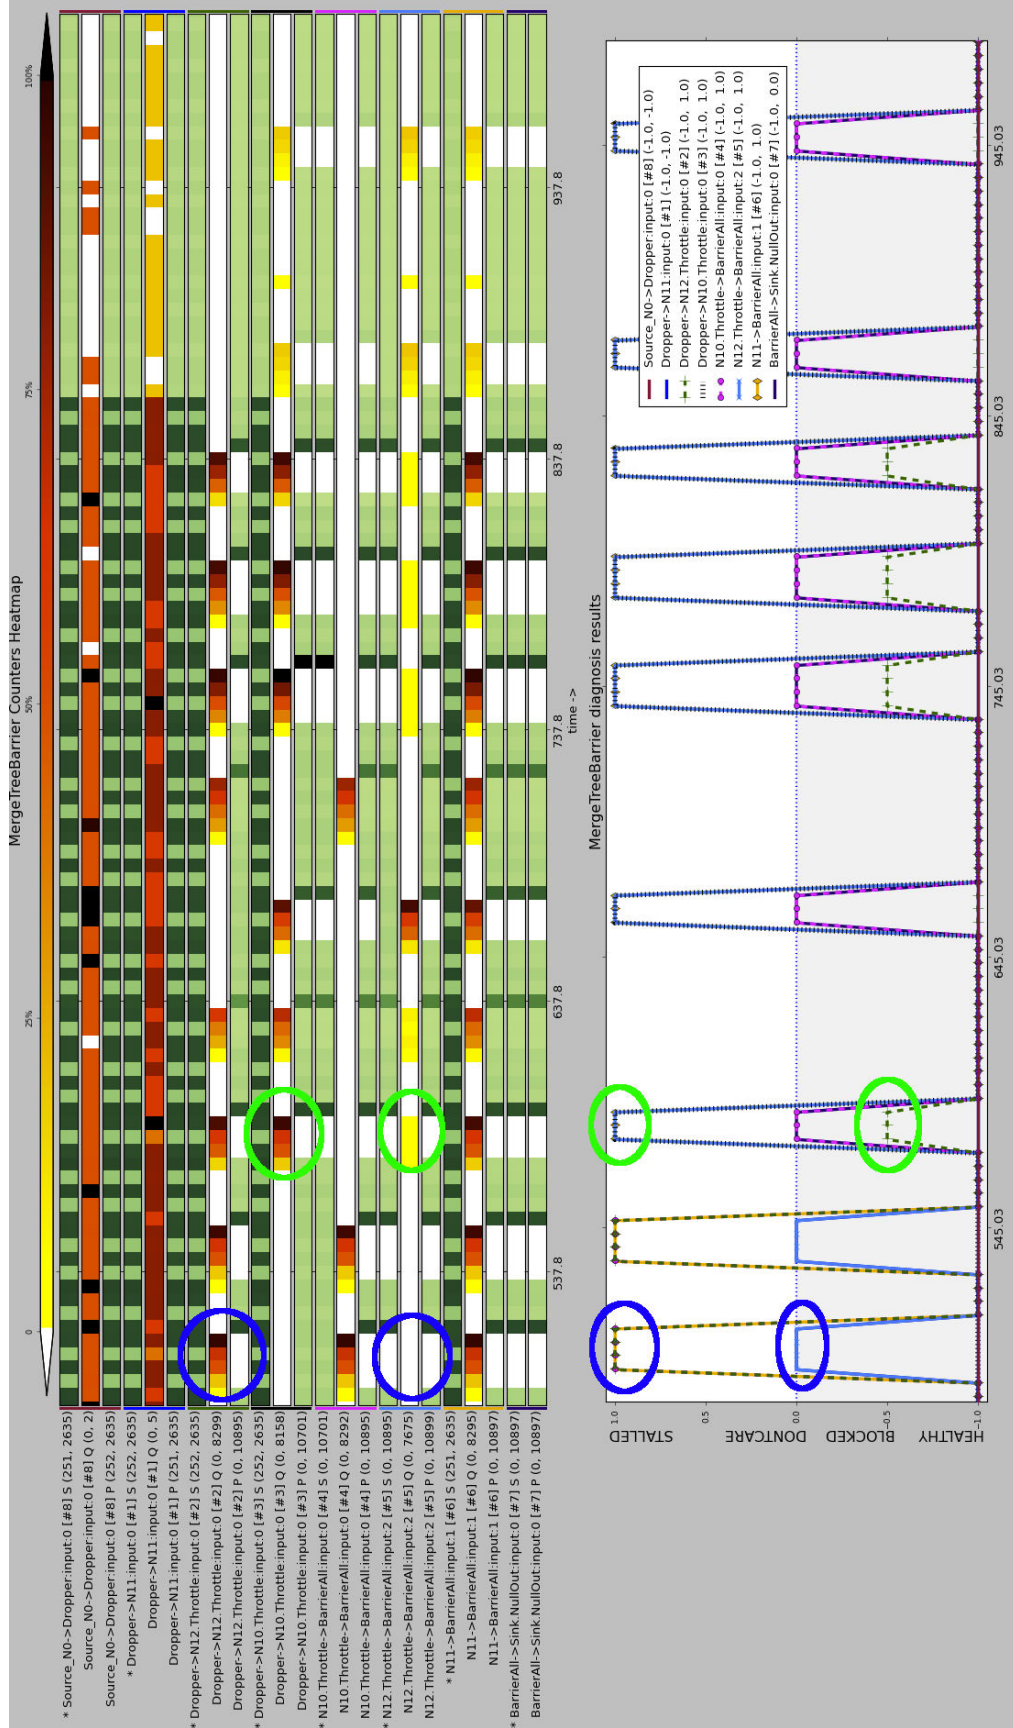 MergeTreeBarrier Counters Heatmap
0
25%
50%
75%
100%
* Source_N0->Dropper:input:0 [#8] S (251, 2635)
Source_N0->Dropper:input:0 [#8] Q (0, 2)
Source_N0->Dropper:input:0 [#8] P (252, 2635)
* Dropper->N11:input:0 [#1] S (252, 2635)
Dropper->N11:input:0 [#1] Q (0, 5)
Dropper->N11:input:0 [#1] P (251, 2635)
* Dropper->N12.Throttle:input:0 [#2] S (252, 2635)
Dropper->N12.Throttle:input:0 [#2] Q (0, 8299)
Dropper->N12.Throttle:input:0 [#2] P (0, 10895)
* Dropper->N10.Throttle:input:0 [#3] S (252, 2635)
Dropper->N10.Throttle:input:0 [#3] Q (0, 8158)
Dropper->N10.Throttle:input:0 [#3] P (0, 10701)
* N10.Throttle->BarrierAll:input:0 [#4] S (0, 10701)
N10.Throttle->BarrierAll:input:0 [#4] Q (0, 8292)
N10.Throttle->BarrierAll:input:0 [#4] P (0, 10895)
* N12.Throttle->BarrierAll:input:2 [#5] S (0, 10895)
N12.Throttle->BarrierAll:input:2 [#5] Q (0, 7675)
N12.Throttle->BarrierAll:input:2 [#5] P (0, 10899)
* N11->BarrierAll:input:1 [#6] S (251, 2635)
N11->BarrierAll:input:1 [#6] Q (0, 8295)
N11->BarrierAll:input:1 [#6] P (0, 10897)
* BarrierAll->Sink.NullOut:input:0 [#7] S (0, 10897)
BarrierAll->Sink.NullOut:input:0 [#7] P (0, 10897)
537.8
637.8
737.8
837.8
937.8
time ->
MergeTreeBarrier diagnosis results
1.0
0.5
0.0
−0.5
−1.0
STALLED
DONTCARE
BLOCKED
HEALTHY
Source_N0->Dropper:input:0 [#8] (-1.0, -1.0)
Dropper->N11:input:0 [#1] (-1.0, -1.0)
Dropper->N12.Throttle:input:0 [#2] (-1.0, 1.0)
Dropper->N10.Throttle:input:0 [#3] (-1.0, 1.0)
N10.Throttle->BarrierAll:input:0 [#4] (-1.0, 1.0)
N12.Throttle->BarrierAll:input:2 [#5] (-1.0, 1.0)
N11->BarrierAll:input:1 [#6] (-1.0, 1.0)
BarrierAll->Sink.NullOut:input:0 [#7] (-1.0, 0.0)
545.03
645.03
745.03
845.03
945.03